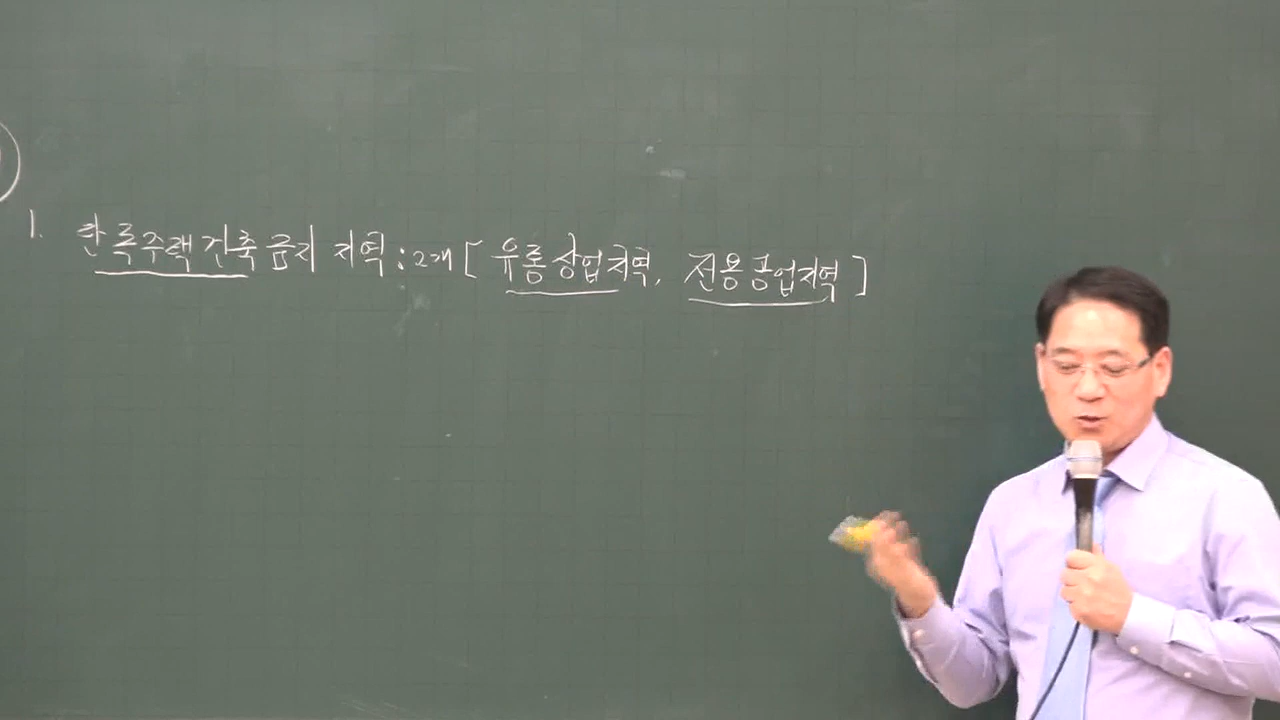 1. 단독주택 건축 금지 지역 : 2개 [ 유통상업지역, 전용공업지역 ]